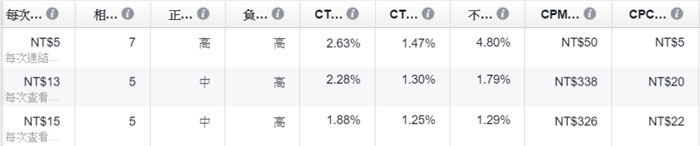 每次… 相… 正… 負… CT… CT… 不… CPM… CPC…
NT$5 7 高 高 2.63% 1.47% 4.80% NT$50 NT$5
每次連結…
NT$13 5 中 高 2.28% 1.30% 1.79% NT$338 NT$20
每次查看…
NT$15 5 中 高 1.88% 1.25% 1.29% NT$326 NT$22
每次查看…